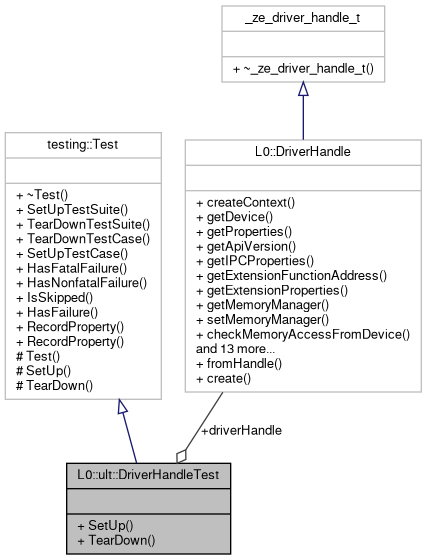 _ze_driver_handle_t
+ ~_ze_driver_handle_t()
testing::Test
+ ~Test()
+ SetUpTestSuite()
+ TearDownTestSuite()
+ TearDownTestCase()
+ SetUpTestCase()
+ HasFatalFailure()
+ HasNonfatalFailure()
+ IsSkipped()
+ HasFailure()
+ RecordProperty()
+ RecordProperty()
# Test()
# SetUp()
# TearDown()
L0::DriverHandle
+ createContext()
+ getDevice()
+ getProperties()
+ getApiVersion()
+ getIPCProperties()
+ getExtensionFunctionAddress()
+ getExtensionProperties()
+ getMemoryManager()
+ setMemoryManager()
+ checkMemoryAccessFromDevice()
and 13 more...
+ fromHandle()
+ create()
+driverHandle
L0::ult::DriverHandleTest
+ SetUp()
+ TearDown()